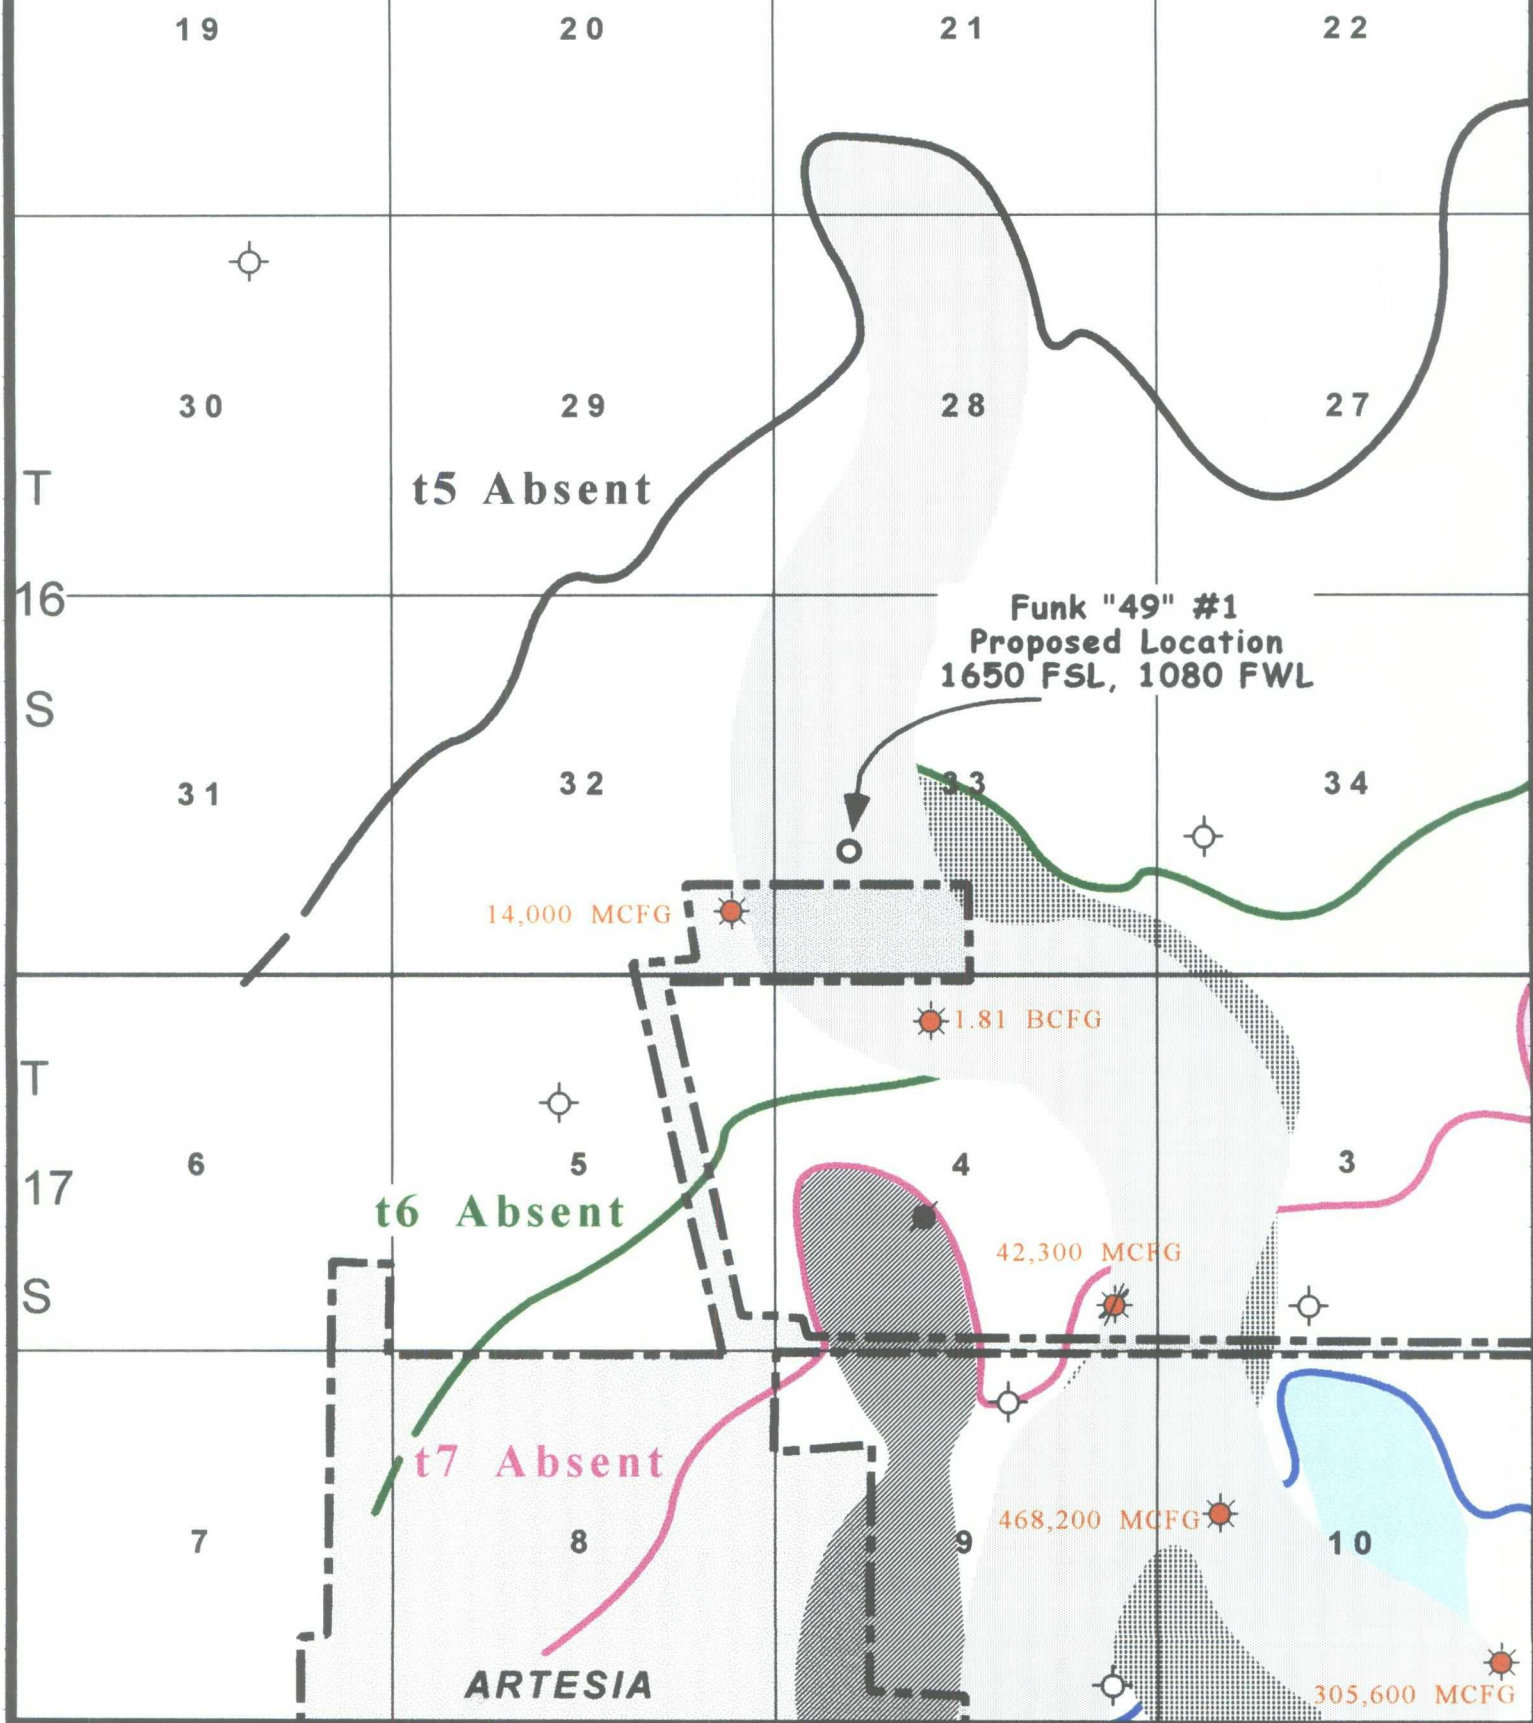 19 20 21 22
30 29 28 27
t5 Absent
T
16
S
Funk "49" #1
Proposed Location
1650 FSL, 1080 FWL
31 32 33 34
14,000 MCFG
1.81 BCFG
T
17
S
6 5 4 3
t6 Absent
42,300 MCFG
t7 Absent
468,200 MCFG
7 8 9 10
ARTESIA
305,600 MCFG